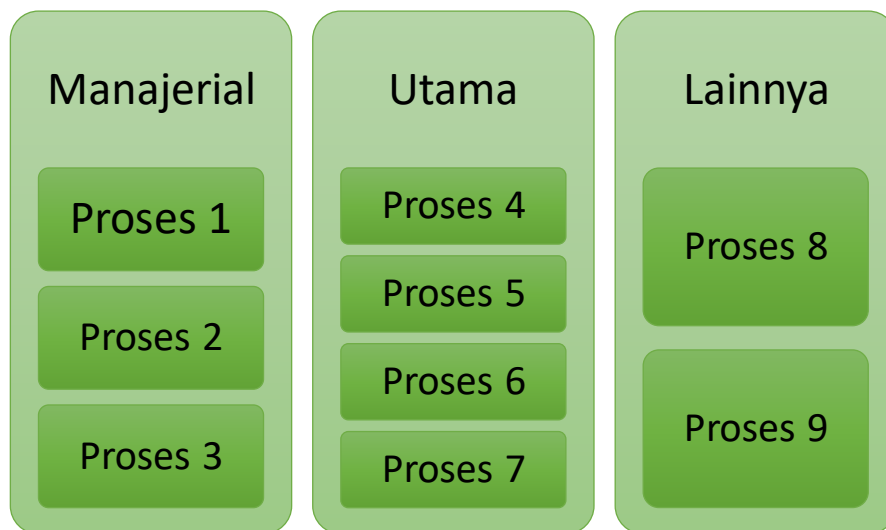 Manajerial
Proses 1
Proses 2
Proses 3
Utama
Proses 4
Proses 5
Proses 6
Proses 7
Lainnya
Proses 8
Proses 9